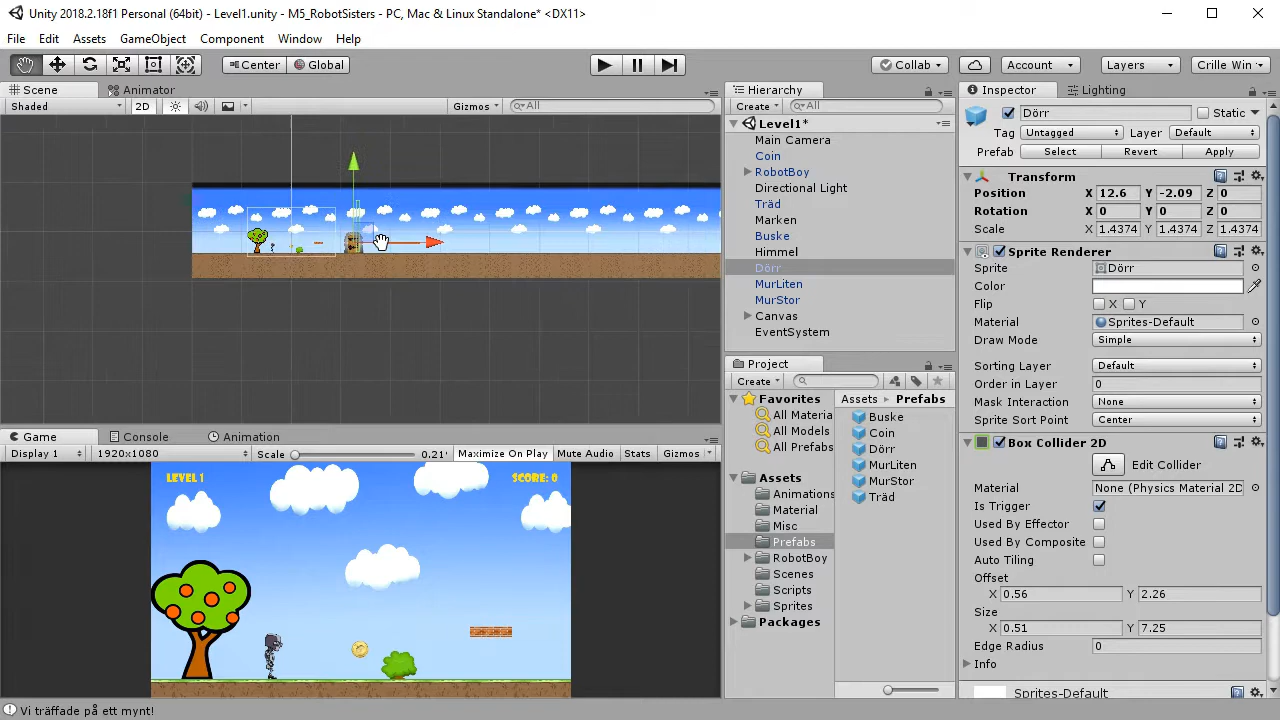 Unity 2018.2.18f1 Personal (64bit) - Level1.unity - M5_RobotSisters - PC, Mac & Linux Standalone* <DX11>
File Edit Assets GameObject Component Window Help
Center Global Collab Account Layers Crille Win
Scene Animator
Shaded 2D Gizmos All
Hierarchy
Create All
Level1*
Main Camera
Coin
RobotBoy
Directional Light
Träd
Marken
Buske
Himmel
Dörr
MurLiten
MurStor
Canvas
EventSystem
Project
Create
Favorites
All Materia
All Models
All Prefabs
Assets
Animations
Material
Misc
Prefabs
RobotBoy
Scenes
Scripts
Sprites
Packages
Assets Prefabs
Buske
Coin
Dörr
MurLiten
MurStor
Träd
Inspector Lighting
Dörr Static
Tag Untagged Layer Default
Prefab Select Revert Apply
Transform
Position X 12.6 Y -2.09 Z 0
Rotation X 0 Y 0 Z 0
Scale X 1.4374 Y 1.4374 Z 1.4374
Sprite Renderer
Sprite Dörr
Color
Flip X Y
Material Sprites-Default
Draw Mode Simple
Sorting Layer Default
Order in Layer 0
Mask Interaction None
Sprite Sort Point Center
Box Collider 2D
Edit Collider
Material None (Physics Material 2D
Is Trigger
Used By Effector
Used By Composite
Auto Tiling
Offset
X 0.56 Y 2.26
Size
X 0.51 Y 7.25
Edge Radius 0
Info
Sprites-Default
Game Console Animation
Display 1 1920x1080 Scale 0.21 Maximize On Play Mute Audio Stats Gizmos
LEVEL 1 SCORE: 0
Vi träffade på ett mynt!